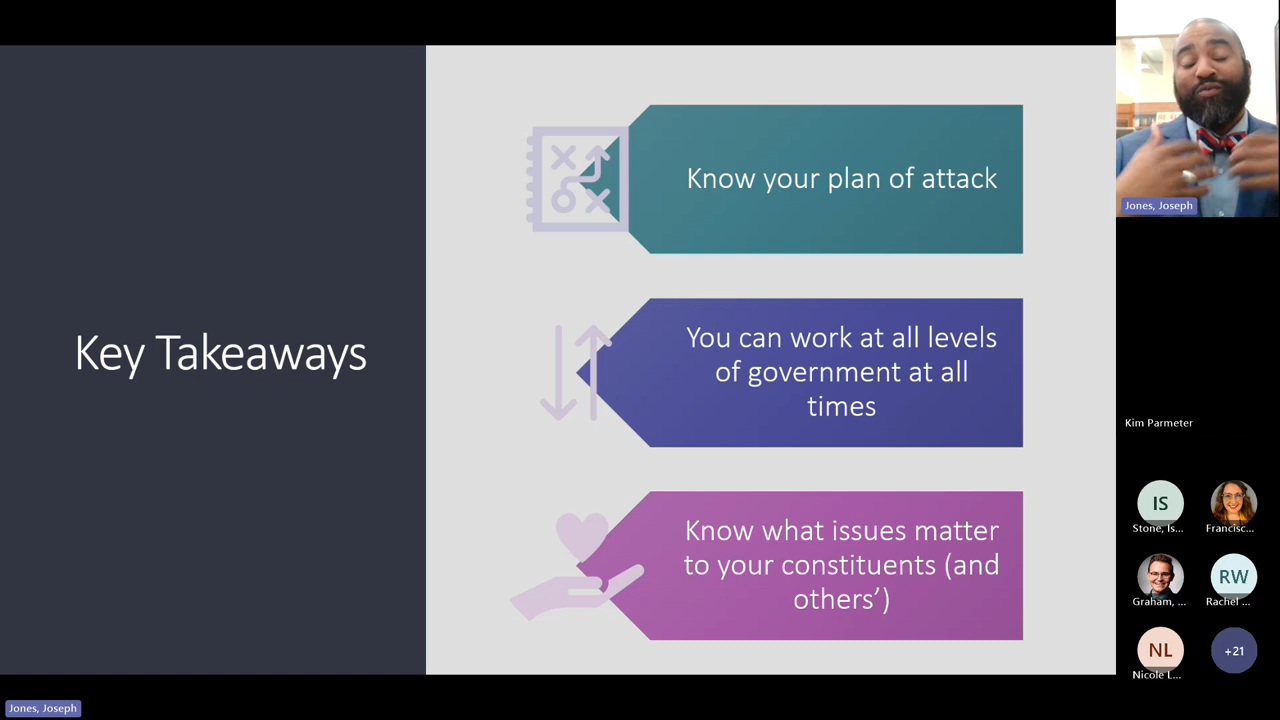 Key Takeaways
Know your plan of attack
You can work at all levels
of government at all
times
Know what issues matter
to your constituents (and
others’)
Jones, Joseph
Kim Parmeter
IS
Stone, Is...
Francisc...
Graham, ...
RW
Rachel ...
NL
Nicole L...
+21
Jones, Joseph